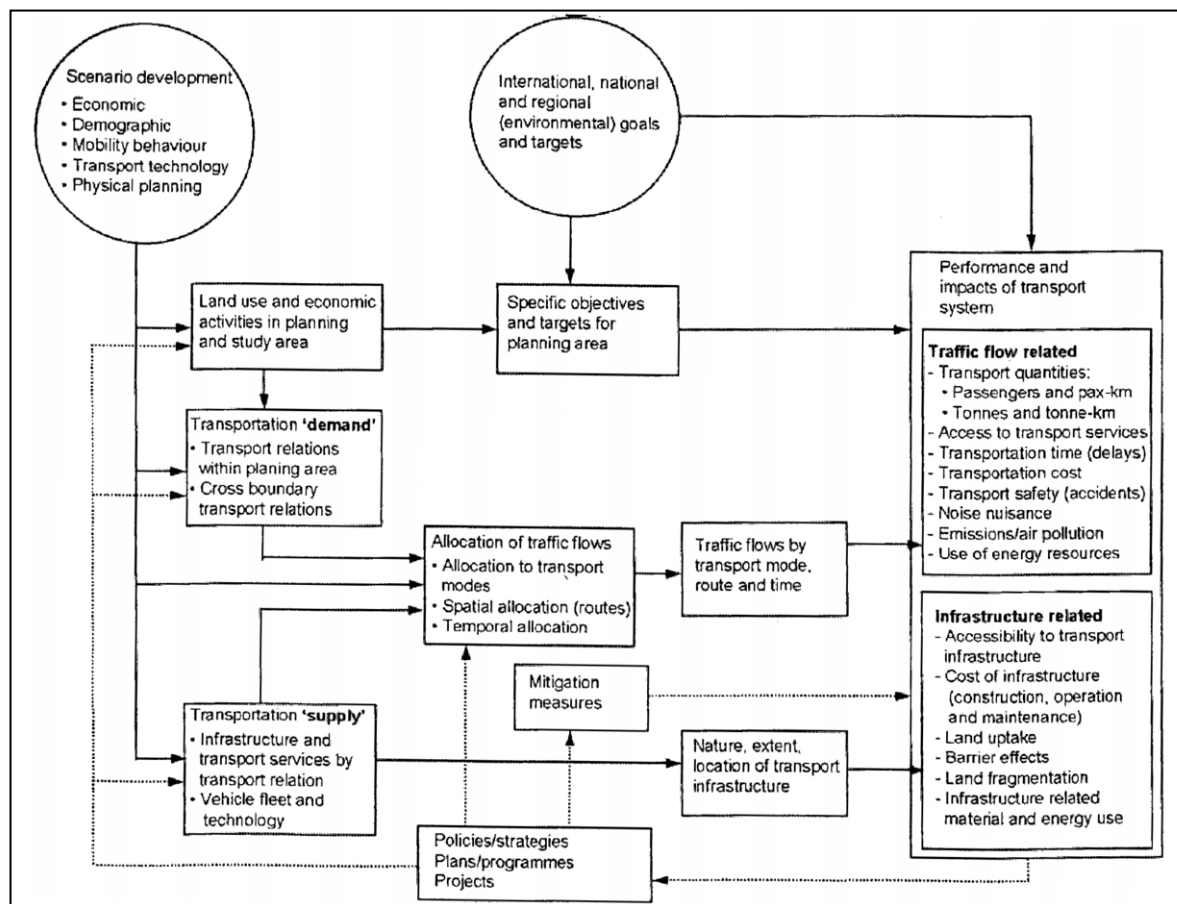 Scenario development
• Economic
• Demographic
• Mobility behaviour
• Transport technology
• Physical planning
International, national
and regional
(environmental) goals
and targets
Land use and economic
activities in planning
and study area
Specific objectives
and targets for
planning area
Transportation 'demand'
• Transport relations
within planing area
• Cross boundary
transport relations
Allocation of traffic flows
• Allocation to transport
modes
• Spatial allocation (routes)
• Temporal allocation
Traffic flows by
transport mode,
route and time
Mitigation
measures
Transportation 'supply'
• Infrastructure and
transport services by
transport relation
• Vehicle fleet and
technology
Nature, extent,
location of transport
infrastructure
Policies/strategies
Plans/programmes
Projects
Performance and
impacts of transport
system
Traffic flow related
- Transport quantities:
• Passengers and pax-km
• Tonnes and tonne-km
- Access to transport services
- Transportation time (delays)
- Transportation cost
- Transport safety (accidents)
- Noise nuisance
- Emissions/air pollution
- Use of energy resources
Infrastructure related
- Accessibility to transport
infrastructure
- Cost of infrastructure
(construction, operation
and maintenance)
- Land uptake
- Barrier effects
- Land fragmentation
- Infrastructure related
material and energy use